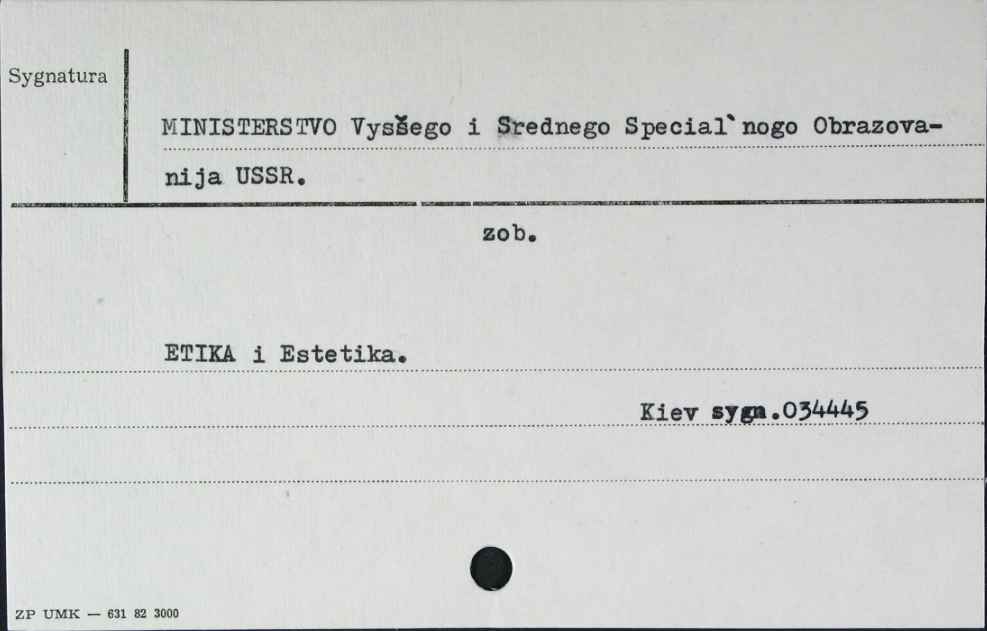 Sygnatura
MINISTERSTVO Vysšego i Srednego Special`nogo Obrazova-
nija USSR.
zob.
ETIKA i Estetika.
Kiev sygn.034445
ZP UMK — 631 82 3000